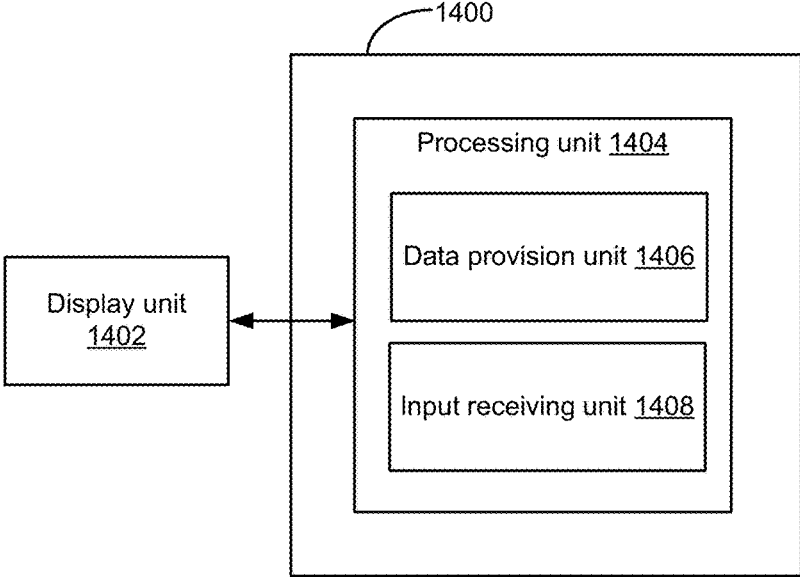 1400
Processing unit 1404
Data provision unit 1406
Display unit
1402
Input receiving unit 1408